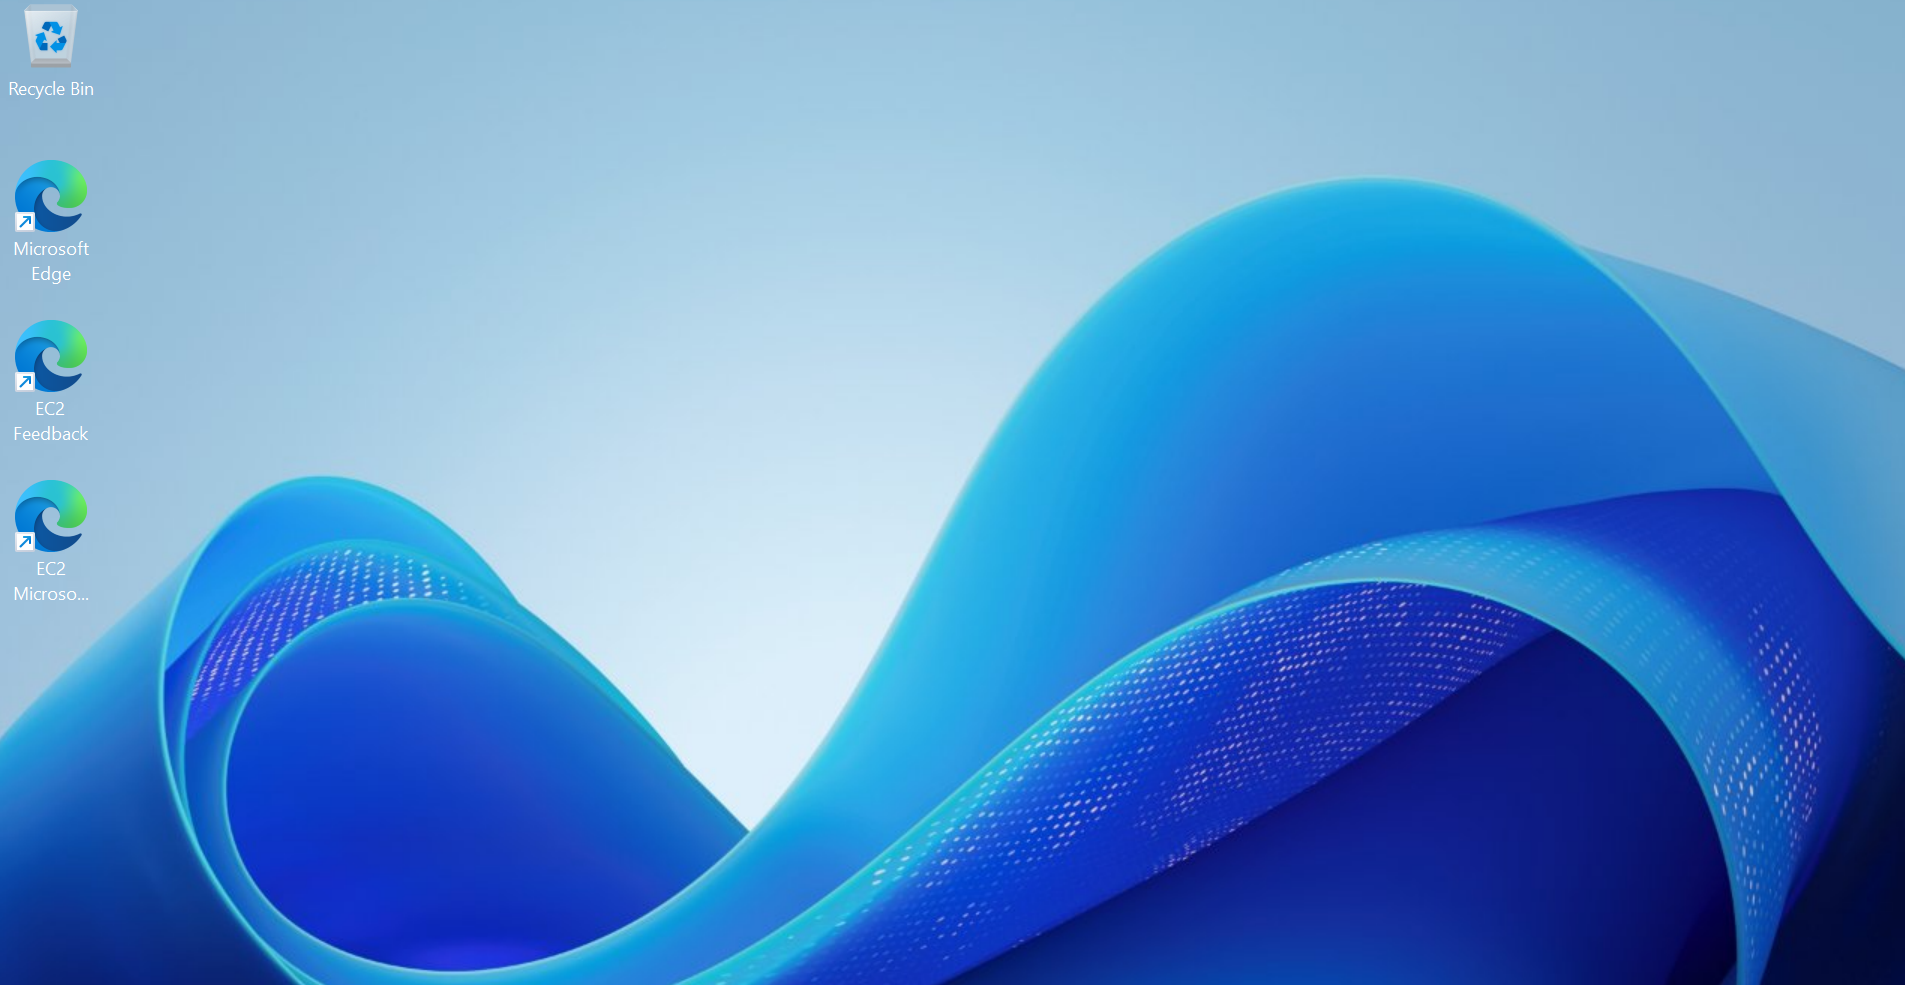 Recycle Bin
Microsoft
Edge
EC2
Feedback
EC2
Microso...